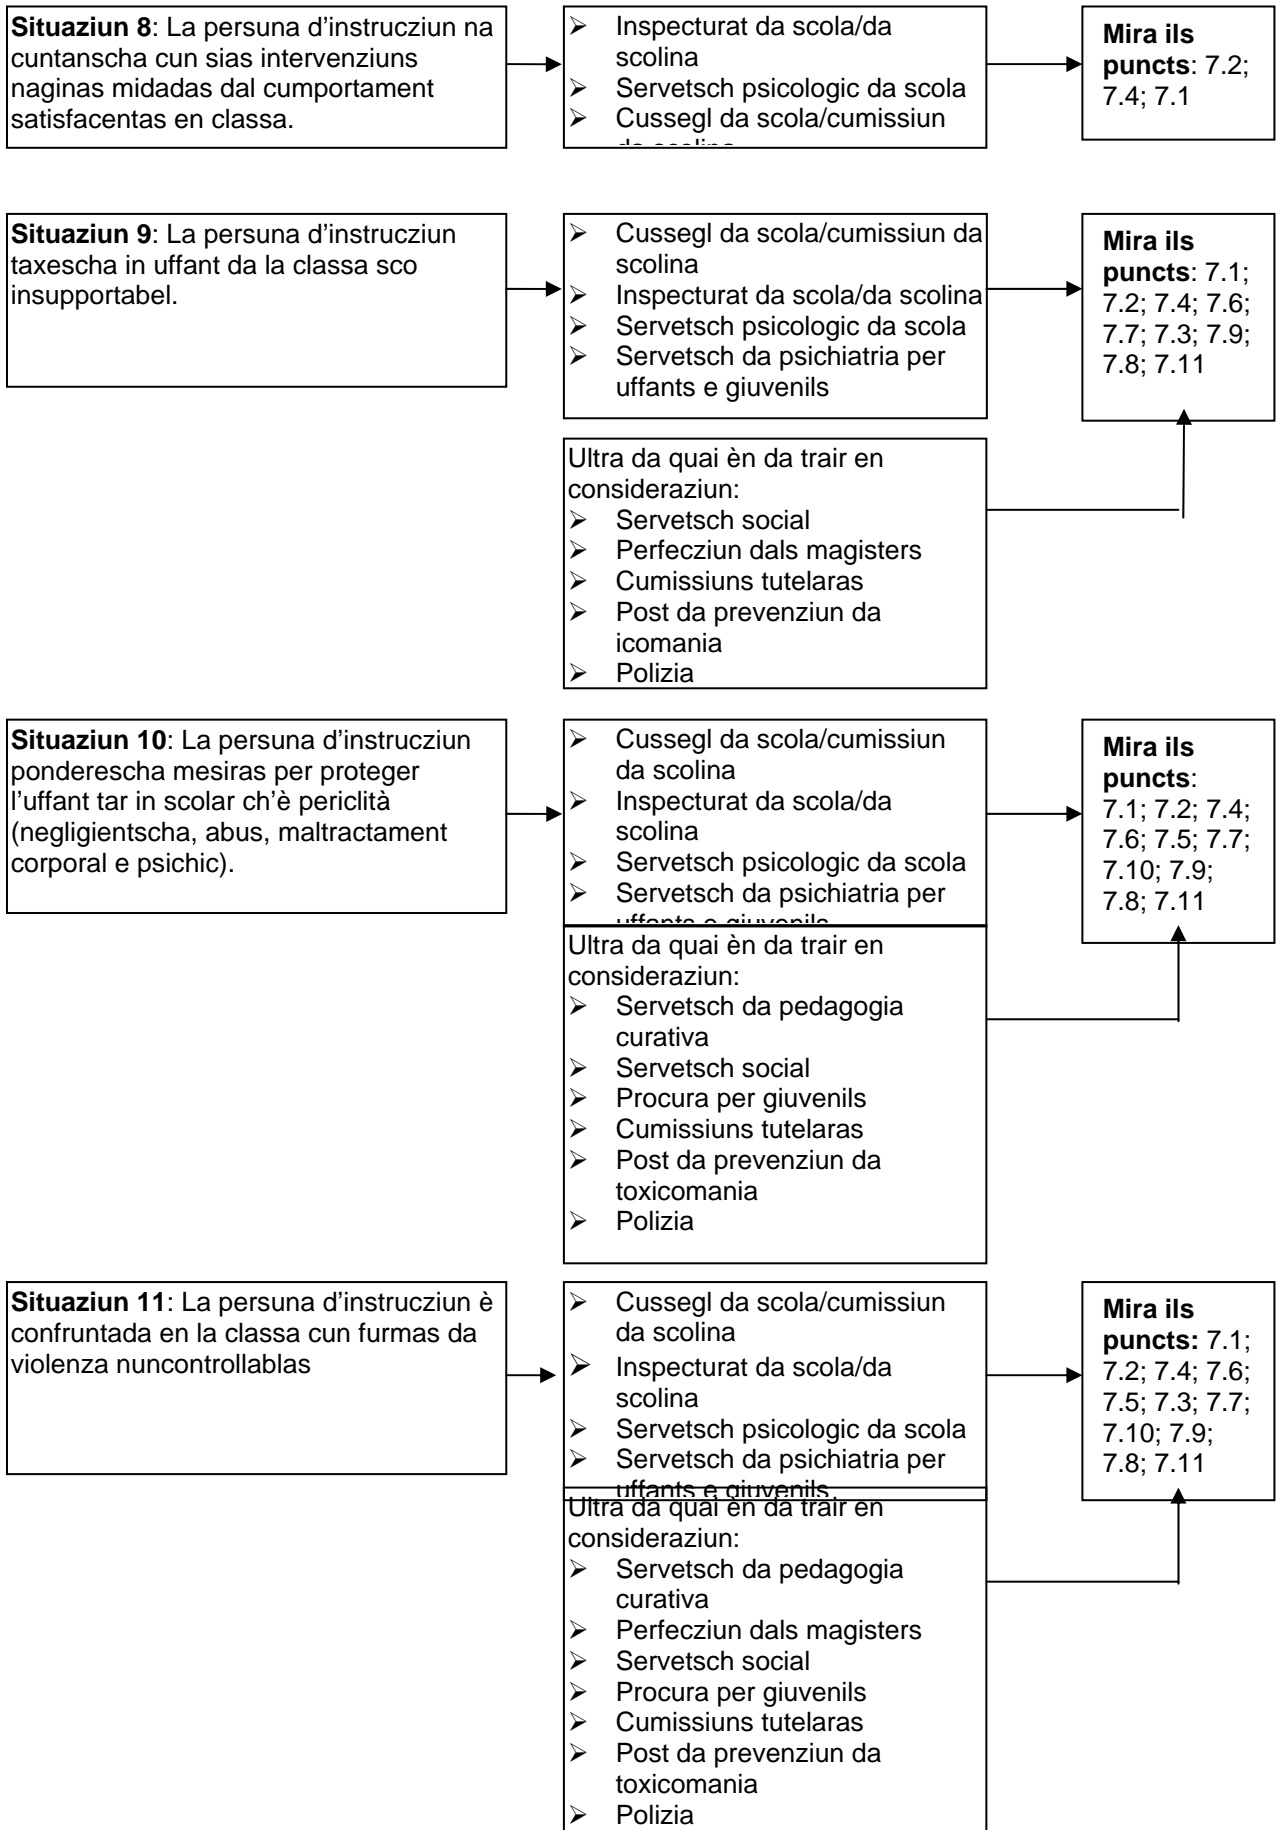 Situaziun 8: La persuna d'instrucziun na
cuntanscha cun sias intervenziuns
naginas midadas dal cumportament
satisfacentas en classa.
➢ Inspecturat da scola/da
scolina
➢ Servetsch psicologic da scola
➢ Cussegl da scola/cumissiun
da scolina
Mira ils
puncts: 7.2;
7.4; 7.1
Situaziun 9: La persuna d'instrucziun
taxescha in uffant da la classa sco
insupportabel.
➢ Cussegl da scola/cumissiun da
scolina
➢ Inspecturat da scola/da scolina
➢ Servetsch psicologic da scola
➢ Servetsch da psichiatria per
uffants e giuvenils
Mira ils
puncts: 7.1;
7.2; 7.4; 7.6;
7.7; 7.3; 7.9;
7.8; 7.11
Ultra da quai èn da trair en
consideraziun:
➢ Servetsch social
➢ Perfecziun dals magisters
➢ Cumissiuns tutelaras
➢ Post da prevenziun da
icomania
➢ Polizia
Situaziun 10: La persuna d'instrucziun
ponderescha mesiras per proteger
l'uffant tar in scolar ch'è periclità
(negligientscha, abus, maltractament
corporal e psichic).
➢ Cussegl da scola/cumissiun
da scolina
➢ Inspecturat da scola/da
scolina
➢ Servetsch psicologic da scola
➢ Servetsch da psichiatria per
uffants e giuvenils
Mira ils
puncts:
7.1; 7.2; 7.4;
7.6; 7.5; 7.7;
7.10; 7.9;
7.8; 7.11
Ultra da quai èn da trair en
consideraziun:
➢ Servetsch da pedagogia
curativa
➢ Servetsch social
➢ Procura per giuvenils
➢ Cumissiuns tutelaras
➢ Post da prevenziun da
toxicomania
➢ Polizia
Situaziun 11: La persuna d'instrucziun è
confruntada en la classa cun furmas da
violenza nuncontrollablas
➢ Cussegl da scola/cumissiun
da scolina
➢ Inspecturat da scola/da
scolina
➢ Servetsch psicologic da scola
➢ Servetsch da psichiatria per
uffants e giuvenils
Mira ils
puncts: 7.1;
7.2; 7.4; 7.6;
7.5; 7.3; 7.7;
7.10; 7.9;
7.8; 7.11
Ultra da quai èn da trair en
consideraziun:
➢ Servetsch da pedagogia
curativa
➢ Perfecziun dals magisters
➢ Servetsch social
➢ Procura per giuvenils
➢ Cumissiuns tutelaras
➢ Post da prevenziun da
toxicomania
➢ Polizia